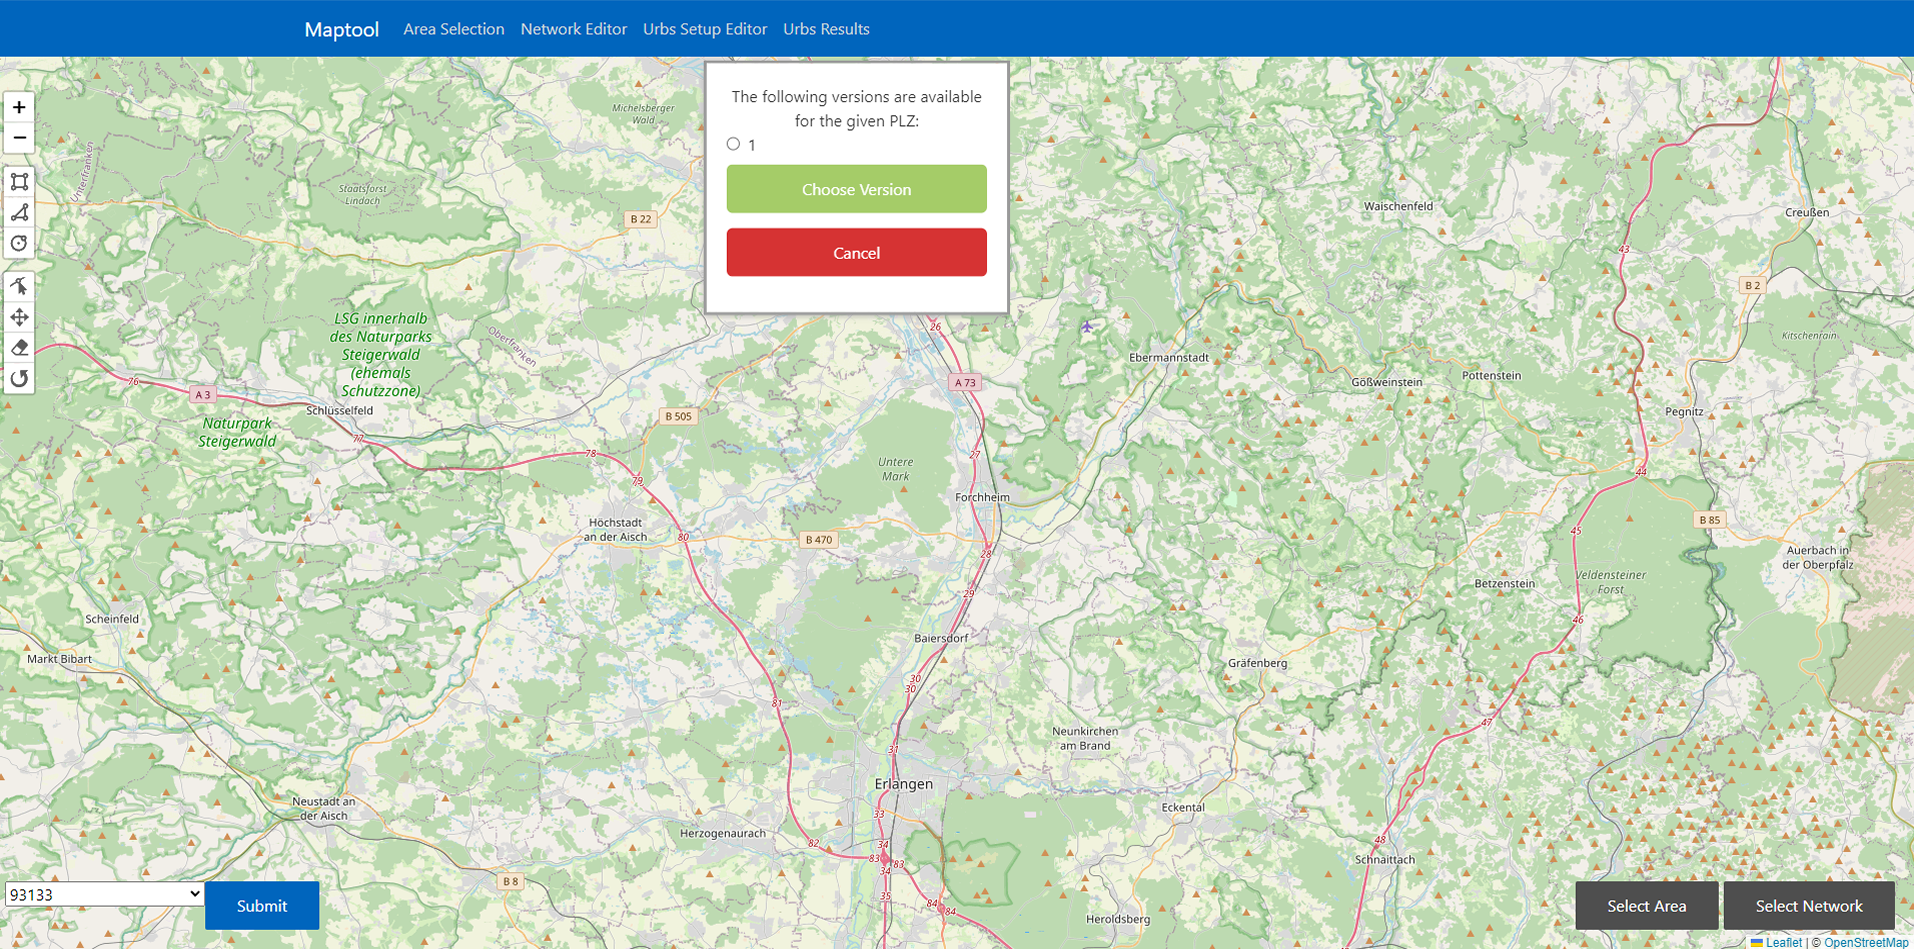 Maptool Area Selection Network Editor Urbs Setup Editor Urbs Results
The following versions are available
for the given PLZ:
1
Choose Version
Cancel
+
−
Michelsberger
Wald
Unterfranken
Staatsforst
Lindach
B 22
Waischenfeld
Creußen
43
B 2
LSG innerhalb
des Naturparks
Steigerwald
(ehemals
Schutzzone)
Oberfranken
26
Kitschenrain
Ebermannstadt
76
A 3
A 73
Gößweinstein
Pottenstein
Schlüsselfeld
B 505
Pegnitz
Naturpark
Steigerwald
77
78
27
Untere
Mark
44
79
Forchheim
Höchstadt
an der Aisch
80
B 470
28
45
B 85
Auerbach in
der Oberpfalz
Betzenstein
Veldensteiner
Forst
29
Scheinfeld
46
Baiersdorf
Markt Bibart
Gräfenberg
30
30
81
47
Neunkirchen
am Brand
31
Erlangen
Neustadt an
der Aisch
Eckental
33
Herzogenaurach
82
34
48
83
83
Schnaittach
34
B 8
35
84
84
Heroldsberg
93133
Submit
Select Area
Select Network
Leaflet | © OpenStreetMap